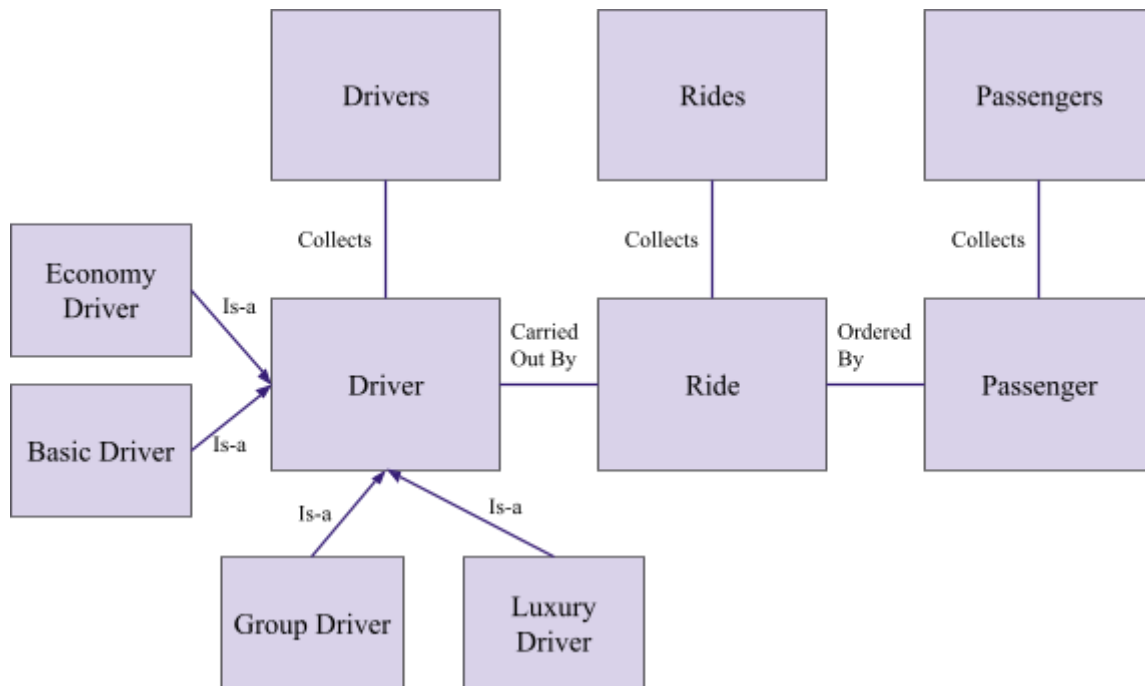 Drivers
Rides
Passengers
Collects
Collects
Collects
Economy
Driver
Is-a
Basic Driver
Is-a
Driver
Carried
Out By
Ride
Ordered
By
Passenger
Is-a
Is-a
Group Driver
Luxury
Driver